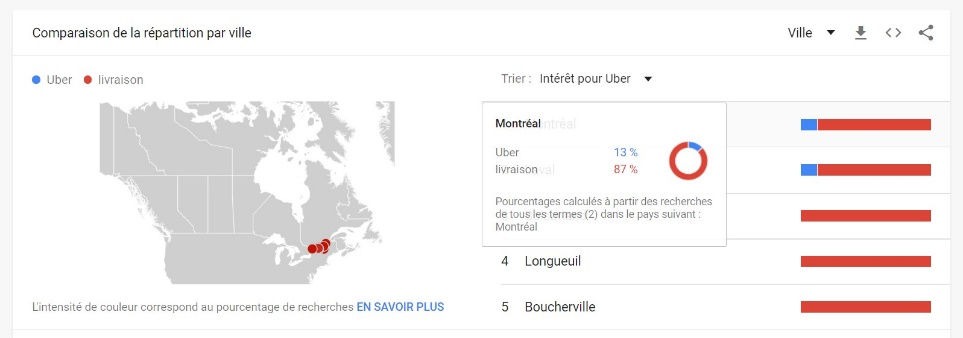 Comparaison de la répartition par ville
Ville
Uber livraison
Trier : Intérêt pour Uber
Montréal
Uber 13 %
livraison 87 %
Pourcentages calculés à partir des recherches
de tous les termes (2) dans le pays suivant :
Montréal
4 Longueuil
5 Boucherville
L'intensité de couleur correspond au pourcentage de recherches EN SAVOIR PLUS